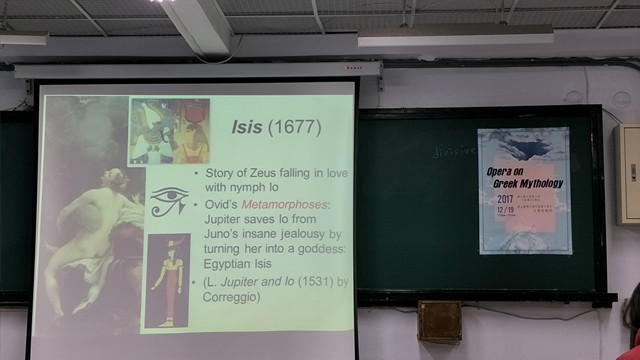 Isis (1677)
• Story of Zeus falling in love
with nymph Io
• Ovid's Metamorphoses:
Jupiter saves Io from
Juno's insane jealousy by
turning her into a goddess:
Egyptian Isis
• (L. Jupiter and Io (1531) by
Correggio)
divisive
Opera on
Greek Mythology
2017
12/19